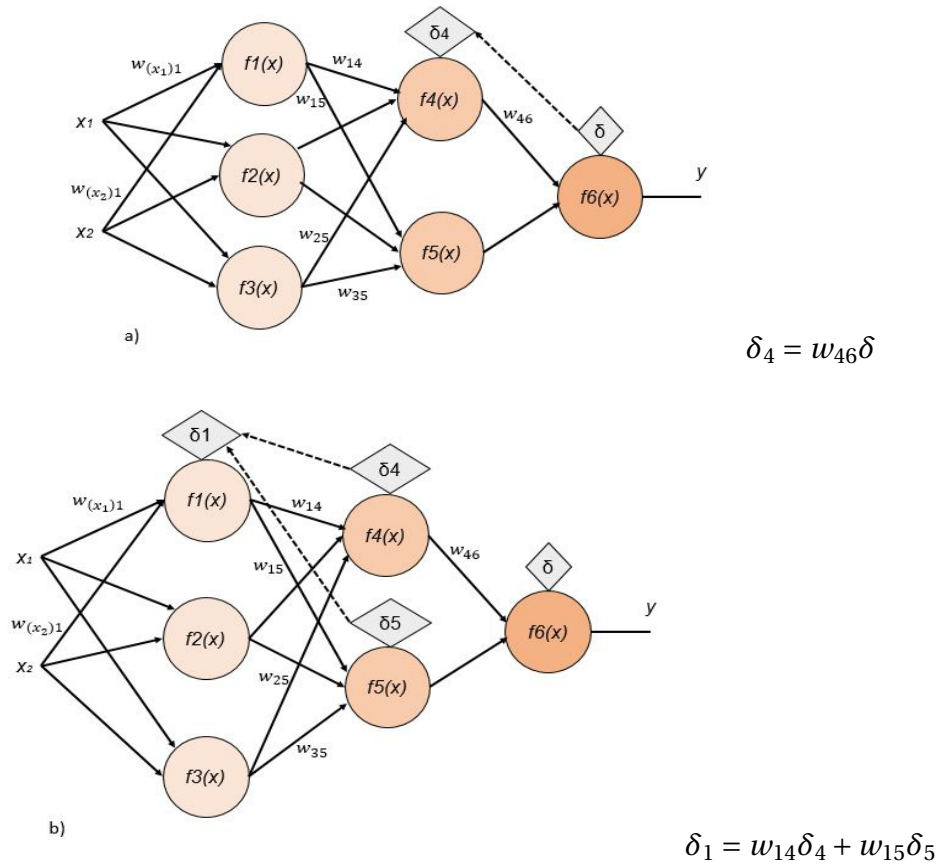 δ4
f1(x)
w₁₄
w₍ₓ₁₎₁
f4(x)
w₁₅
w₄₆
x₁
δ
f2(x)
y
w₍ₓ₂₎₁
f6(x)
x₂
w₂₅
f5(x)
f3(x)
w₃₅
a)
δ₄ = w₄₆δ
δ1
δ4
f1(x)
w₁₄
w₍ₓ₁₎₁
f4(x)
w₄₆
x₁
w₁₅
δ
y
w₍ₓ₂₎₁
δ5
f2(x)
f6(x)
x₂
w₂₅
f5(x)
w₃₅
f3(x)
b)
δ₁ = w₁₄δ₄ + w₁₅δ₅